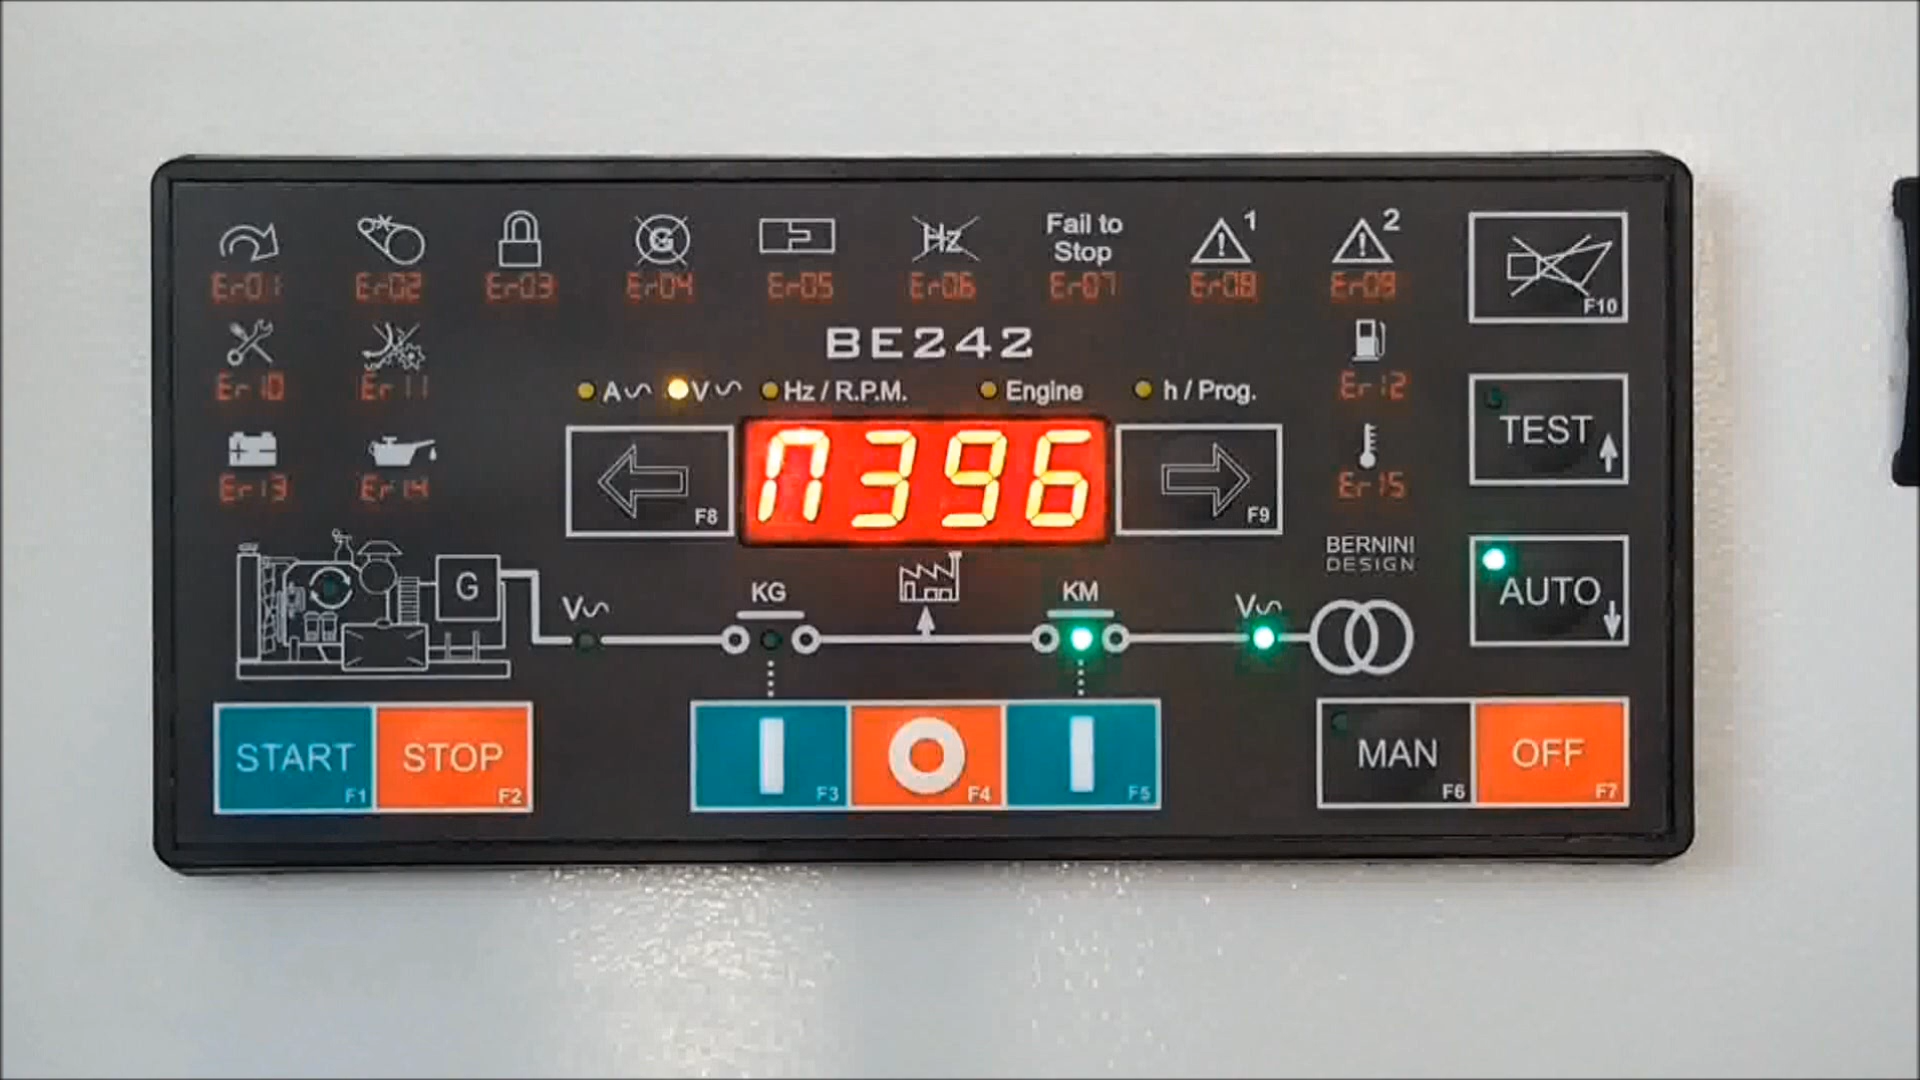 Fail to
Stop
1
2
Er01 Er02 Er03 Er04 Er05 Er06 Er07 Er08 Er09
F10
BE242
Er10 Er11
Er12
A V Hz / R.P.M. Engine h / Prog.
TEST
Er13 Er14
F8
П396
F9
Er15
BERNINI
DESIGN
AUTO
G
V
KG
KM
V
START F1
STOP F2
I F3
O F4
I F5
MAN F6
OFF F7